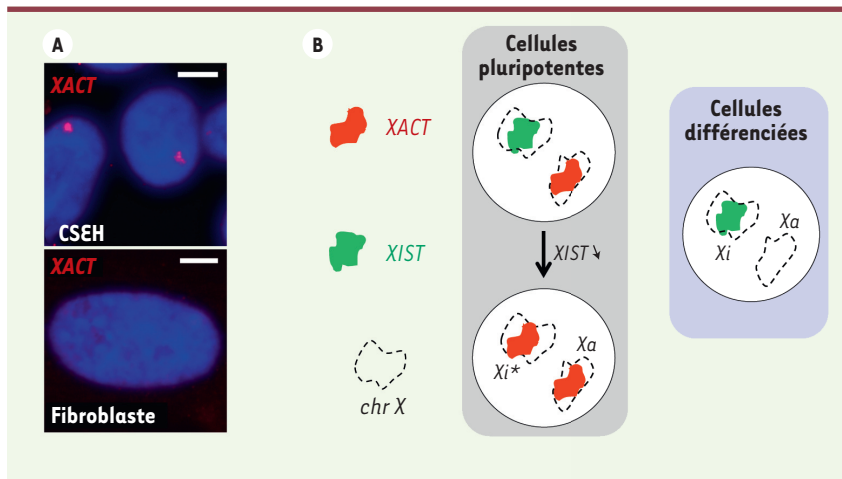 A
XACT
CSEH
XACT
Fibroblaste
B
XACT
XIST
chr X
Cellules
pluripotentes
XIST ↘
Xi*
Xa
Cellules
différenciées
Xi
Xa